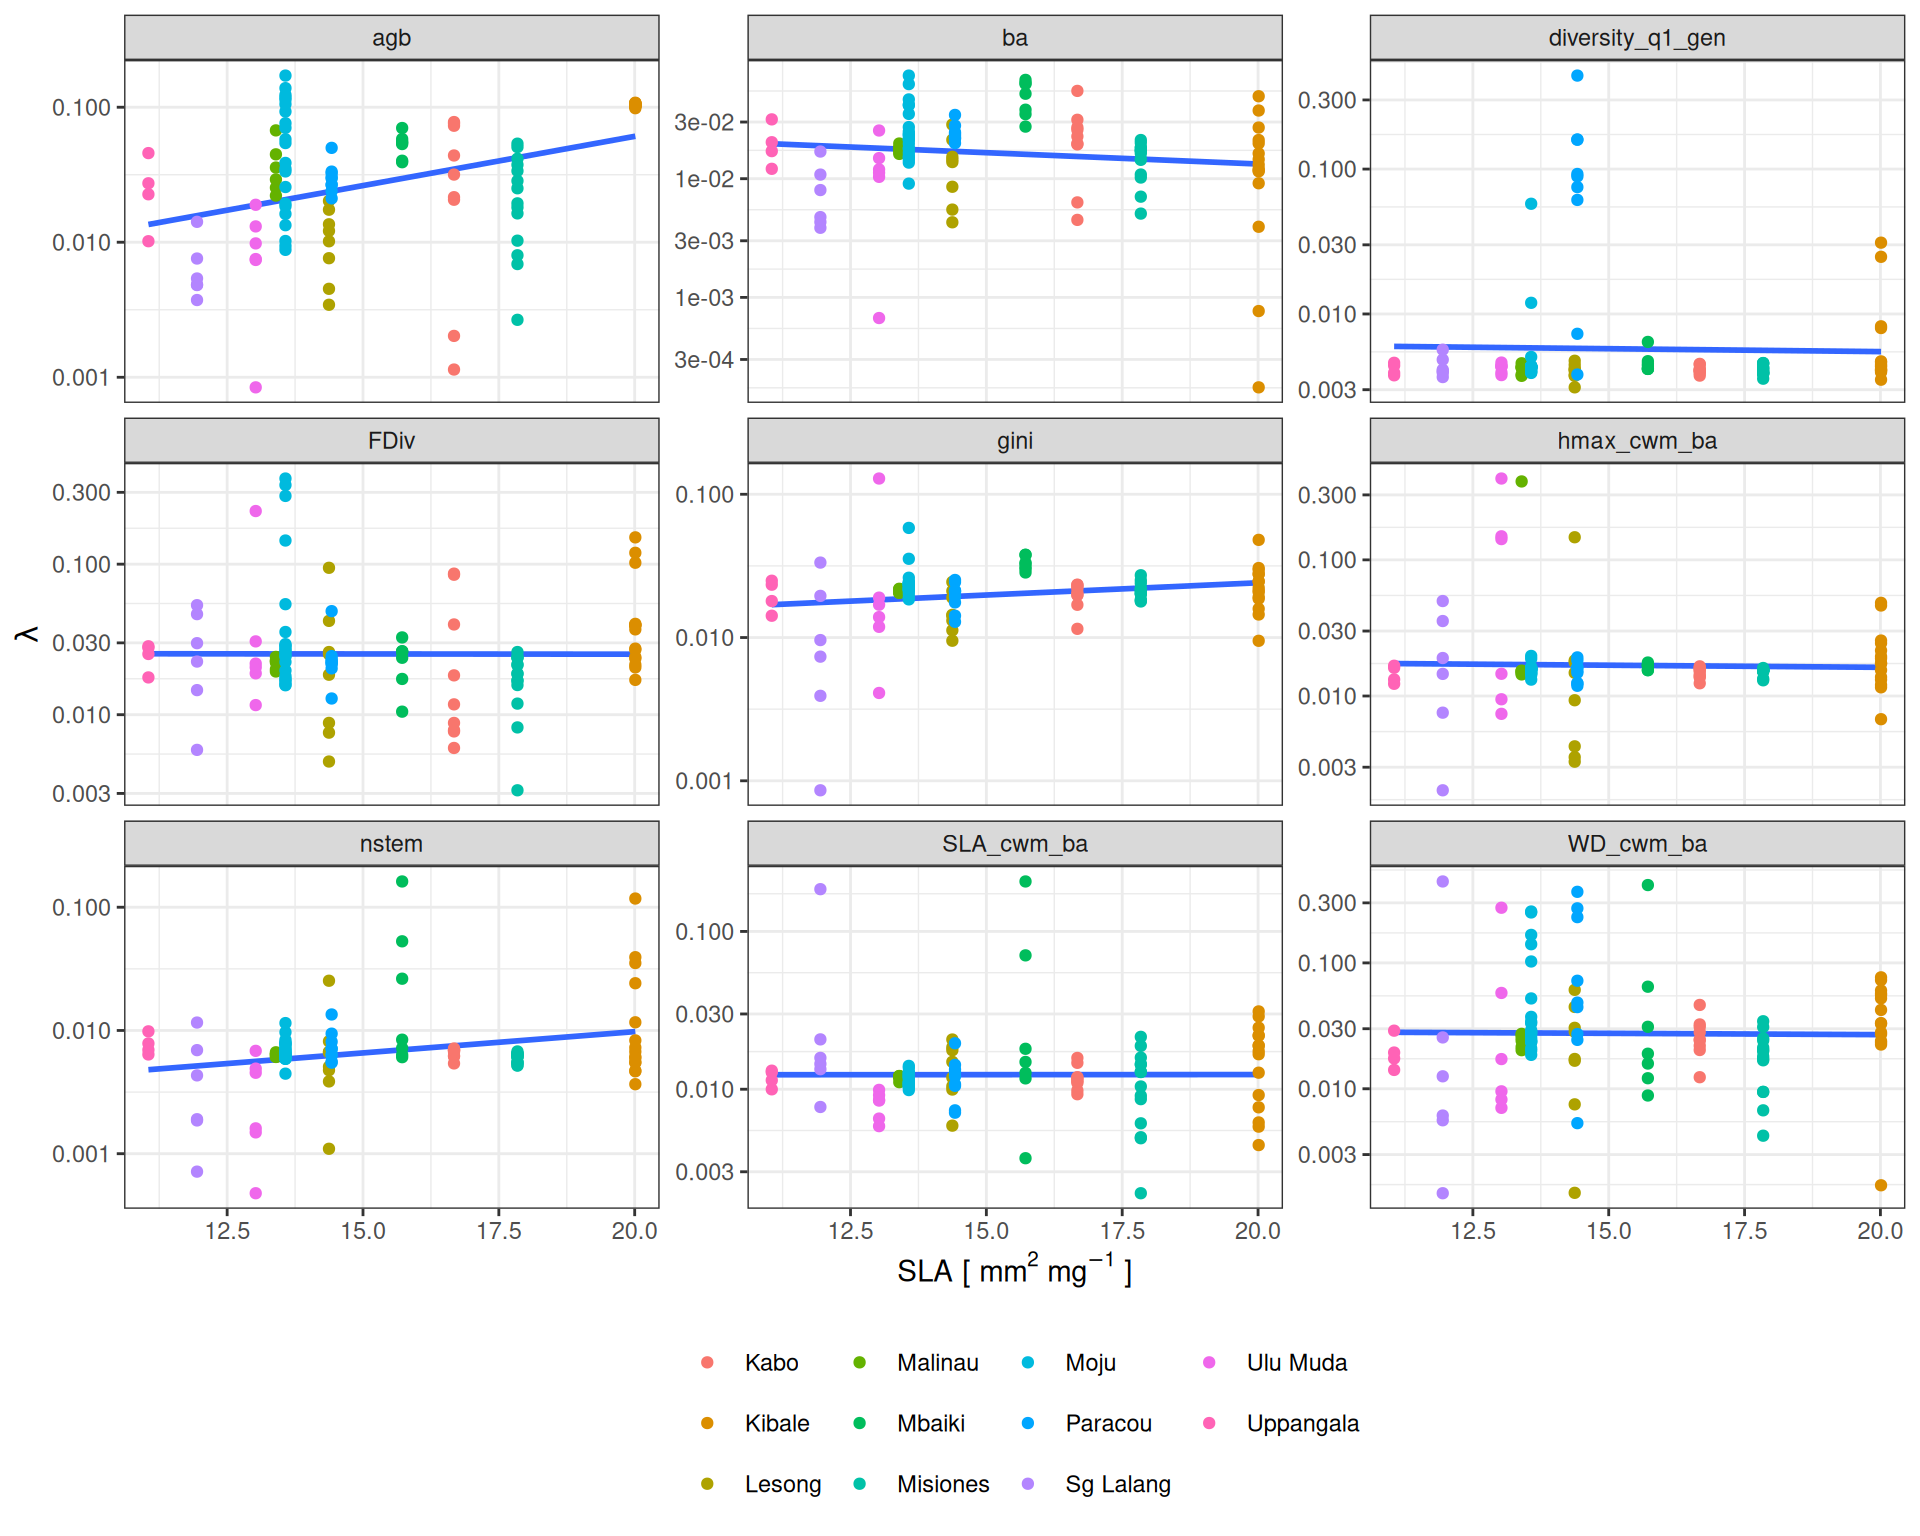 agb ba diversity_q1_gen
0.100
0.010
0.001
3e-02
1e-02
3e-03
1e-03
3e-04
0.300
0.100
0.030
0.010
0.003
FDiv gini hmax_cwm_ba
0.300
0.100
0.030
0.010
0.003
0.100
0.010
0.001
0.300
0.100
0.030
0.010
0.003
λ
nstem SLA_cwm_ba WD_cwm_ba
0.100
0.010
0.001
0.100
0.030
0.010
0.003
0.300
0.100
0.030
0.010
0.003
12.5 15.0 17.5 20.0 12.5 15.0 17.5 20.0 12.5 15.0 17.5 20.0
SLA [ mm² mg⁻¹ ]
Kabo Malinau Moju Ulu Muda
Kibale Mbaiki Paracou Uppangala
Lesong Misiones Sg Lalang